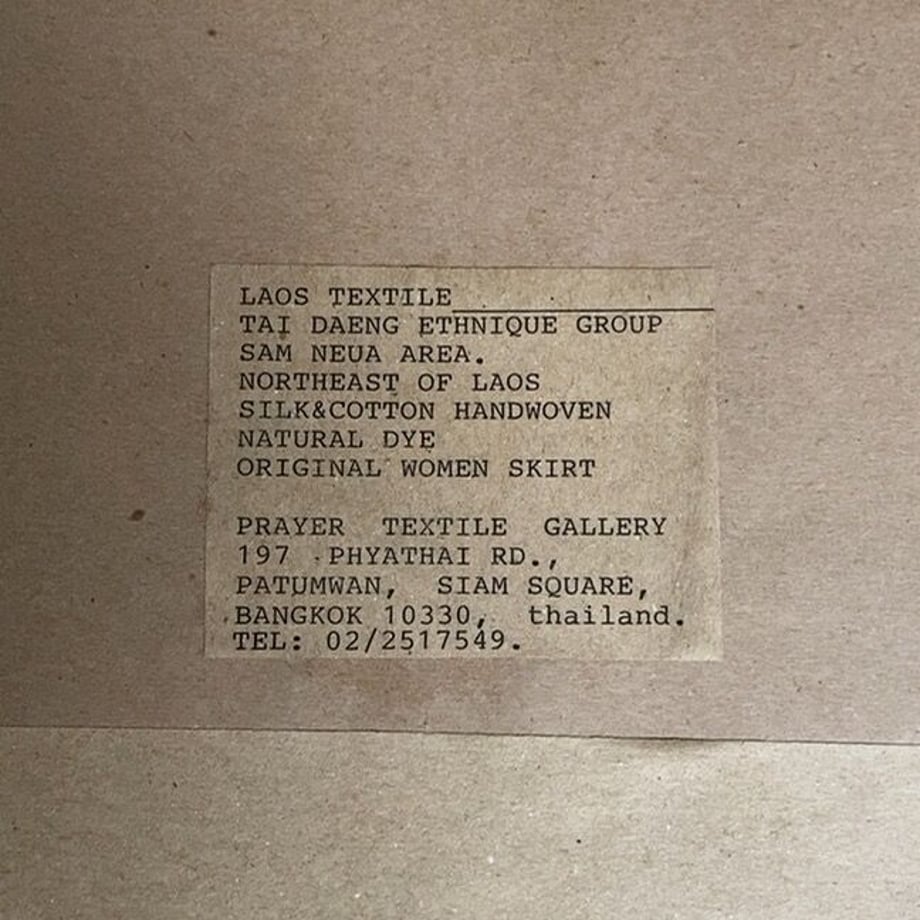 LAOS TEXTILE
TAI DAENG ETHNIQUE GROUP
SAM NEUA AREA.
NORTHEAST OF LAOS
SILK&COTTON HANDWOVEN
NATURAL DYE
ORIGINAL WOMEN SKIRT
PRAYER TEXTILE GALLERY
197 PHYATHAI RD.,
PATUMWAN, SIAM SQUARE,
BANGKOK 10330, thailand.
TEL: 02/2517549.